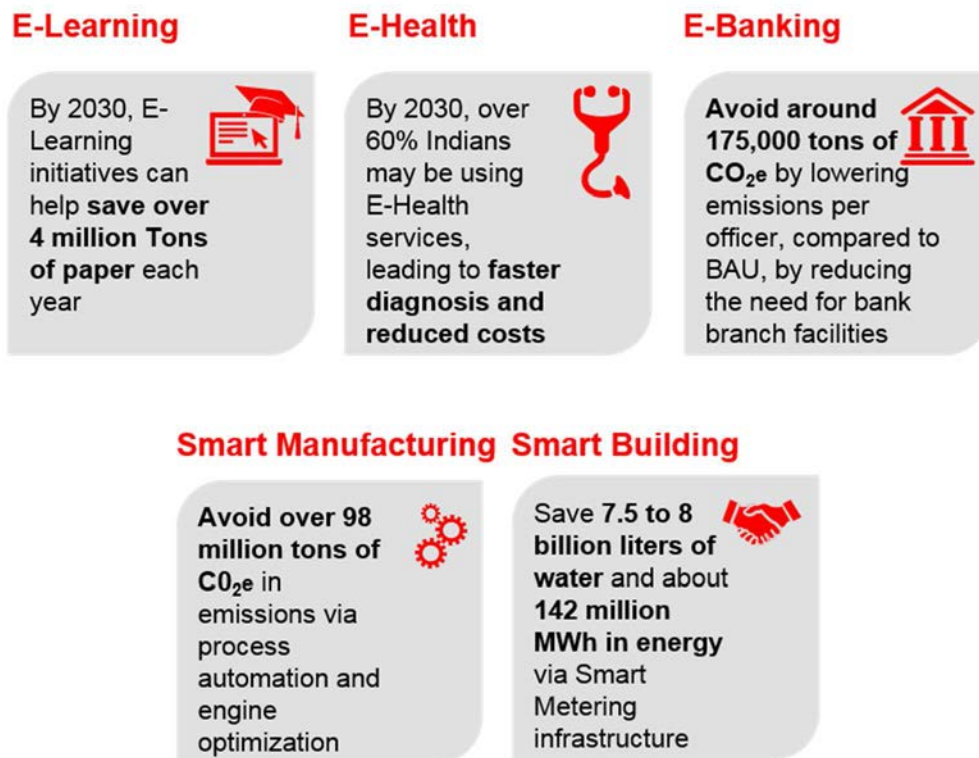 E-Learning
By 2030, E-
Learning
initiatives can
help save over
4 million Tons
of paper each
year
E-Health
By 2030, over
60% Indians
may be using
E-Health
services,
leading to faster
diagnosis and
reduced costs
E-Banking
Avoid around
175,000 tons of
CO₂e by lowering
emissions per
officer, compared to
BAU, by reducing
the need for bank
branch facilities
Smart Manufacturing
Avoid over 98
million tons of
C0₂e in
emissions via
process
automation and
engine
optimization
Smart Building
Save 7.5 to 8
billion liters of
water and about
142 million
MWh in energy
via Smart
Metering
infrastructure